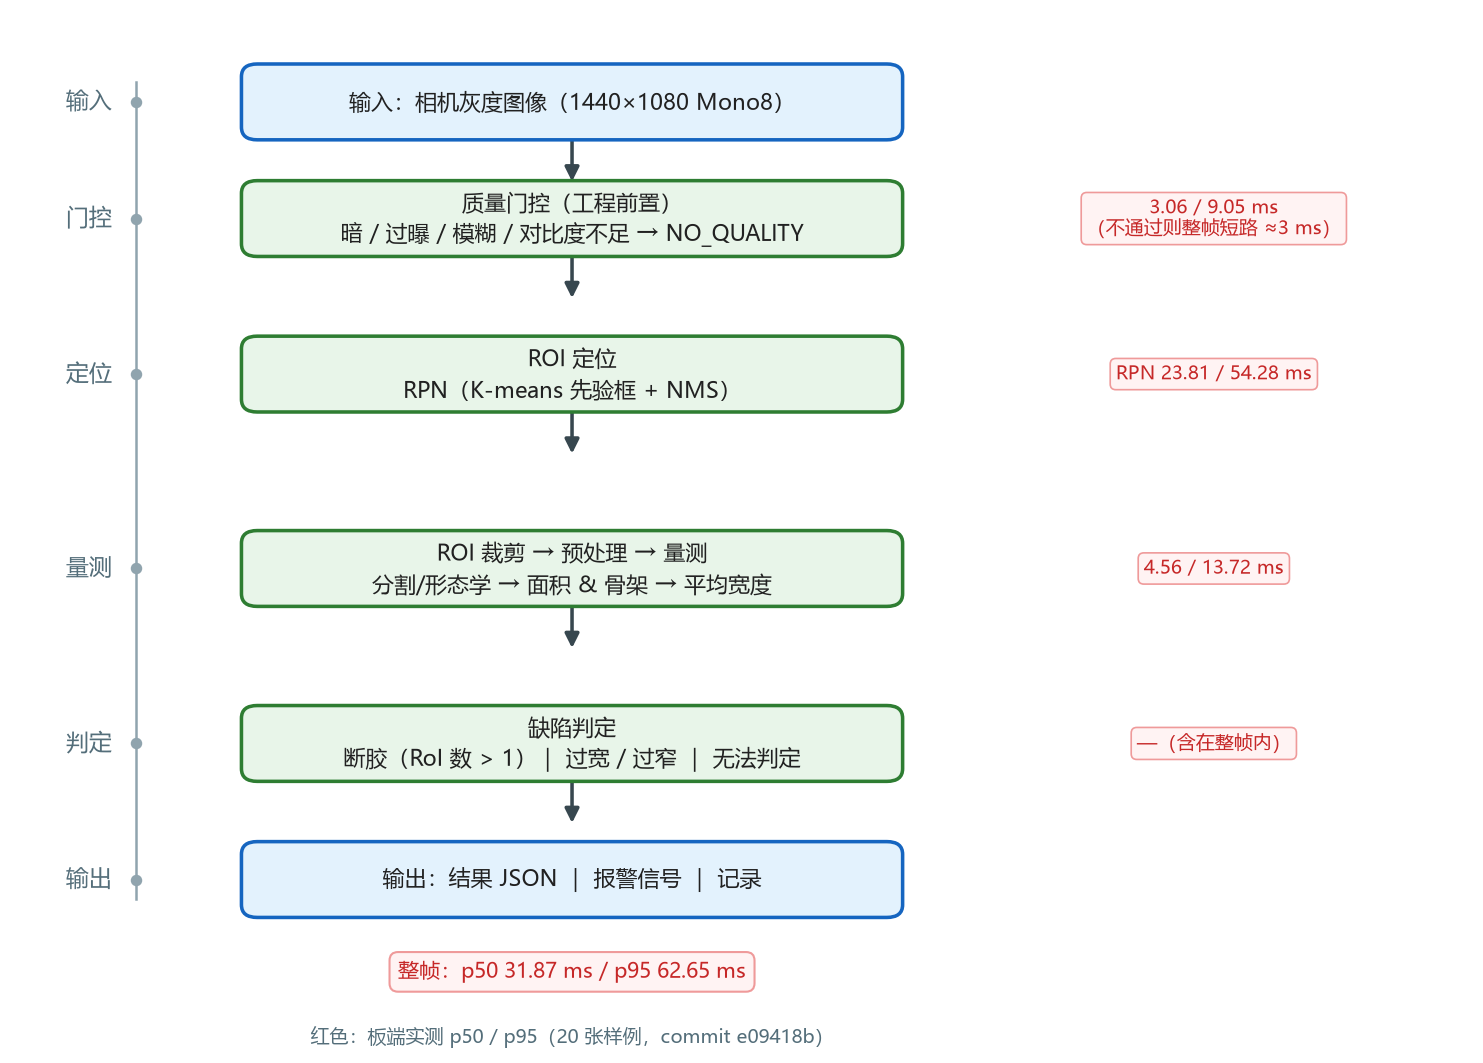 输入
输入：相机灰度图像（1440×1080 Mono8）
门控
质量门控（工程前置）
暗 / 过曝 / 模糊 / 对比度不足 → NO_QUALITY
3.06 / 9.05 ms
（不通过则整帧短路 ≈3 ms）
定位
ROI 定位
RPN（K-means 先验框 + NMS）
RPN 23.81 / 54.28 ms
量测
ROI 裁剪 → 预处理 → 量测
分割/形态学 → 面积 & 骨架 → 平均宽度
4.56 / 13.72 ms
判定
缺陷判定
断胶（RoI 数 > 1） | 过宽 / 过窄 | 无法判定
—（含在整帧内）
输出
输出：结果 JSON | 报警信号 | 记录
整帧：p50 31.87 ms / p95 62.65 ms
红色：板端实测 p50 / p95（20 张样例，commit e09418b）